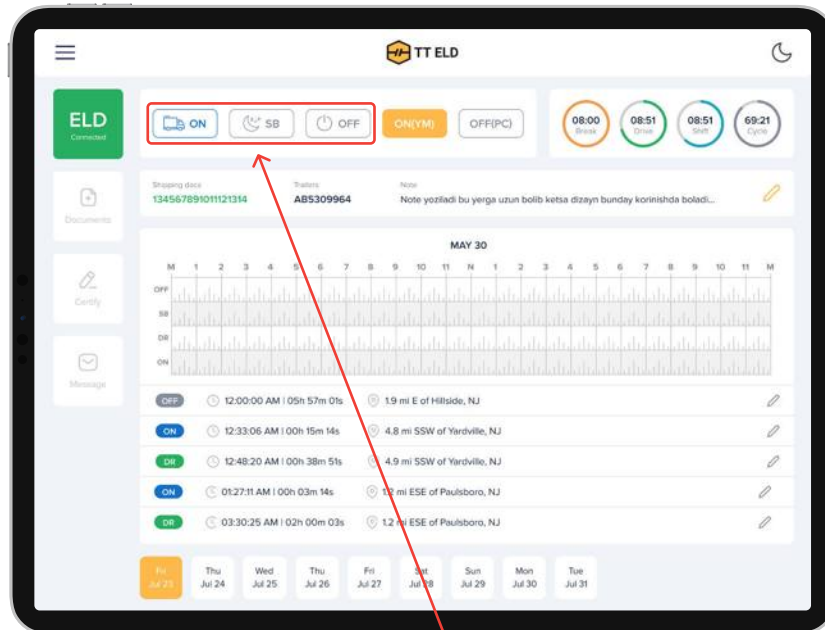 TT ELD
ELD
Connected
ON
SB
OFF
ON(YM)
OFF(PC)
08:00
Break
08:51
Drive
08:51
Shift
69:21
Cycle
Documents
Certify
Message
Shipping docs
134567891011121314
Trailers
AB5309964
Note
Note yoziladi bu yerga uzun bolib ketsa dizayn bunday korinishda boladi...
MAY 30
M 1 2 3 4 5 6 7 8 9 10 11 N 1 2 3 4 5 6 7 8 9 10 11 M
OFF
SB
DR
ON
OFF 12:00:00 AM | 05h 57m 01s 1.9 mi E of Hillside, NJ
ON 12:33:06 AM | 00h 15m 14s 4.8 mi SSW of Yardville, NJ
DR 12:48:20 AM | 00h 38m 51s 4.9 mi SSW of Yardville, NJ
ON 01:27:11 AM | 00h 03m 14s 1.2 mi ESE of Paulsboro, NJ
DR 03:30:25 AM | 02h 00m 03s 1.2 mi ESE of Paulsboro, NJ
Fri Thu Wed Thu Fri Sat Sun Mon Tue
Jul 23 Jul 24 Jul 25 Jul 26 Jul 27 Jul 28 Jul 29 Jul 30 Jul 31